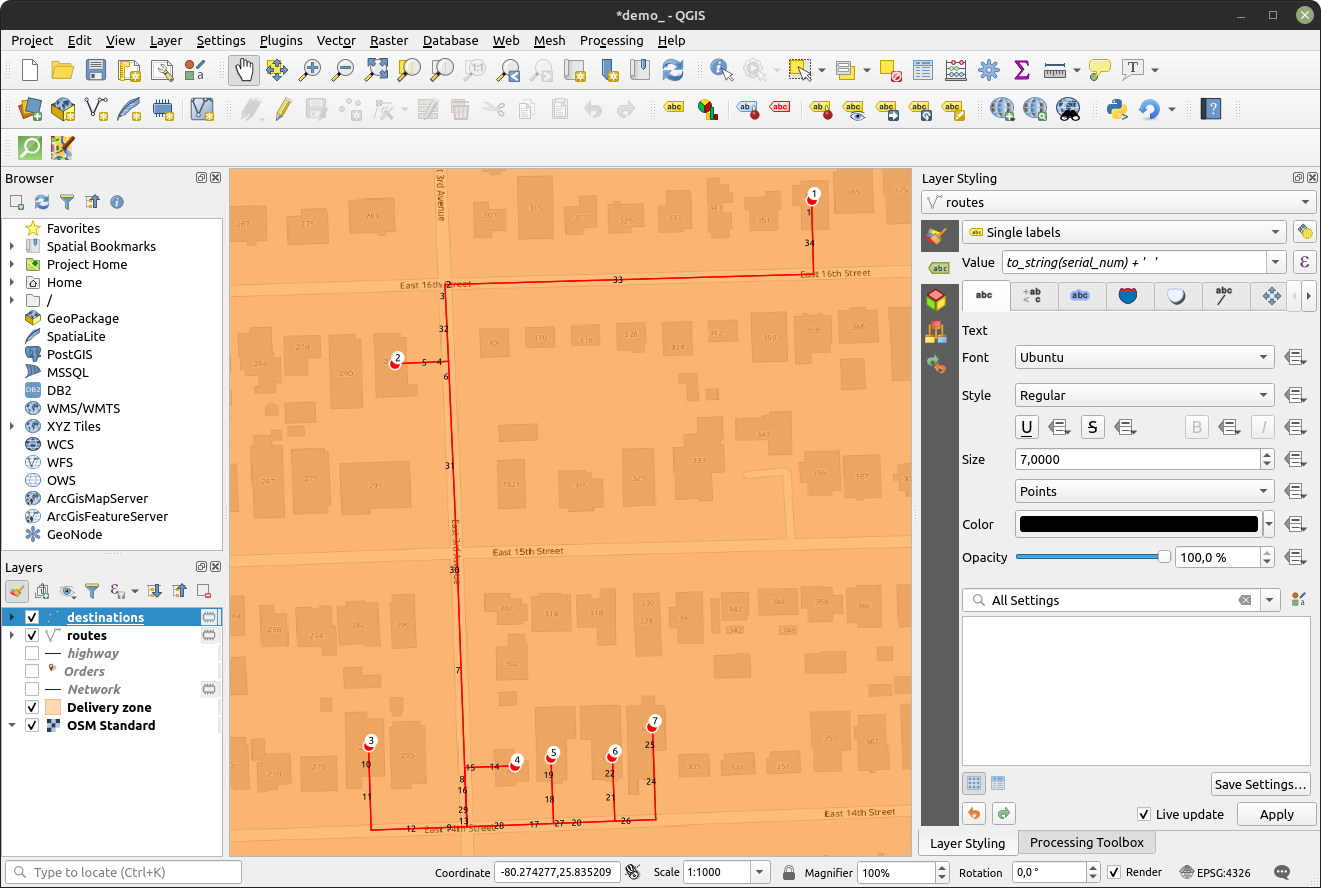 *demo_ - QGIS
Project Edit View Layer Settings Plugins Vector Raster Database Web Mesh Processing Help
Browser
Favorites
Spatial Bookmarks
Project Home
Home
/
GeoPackage
SpatiaLite
PostGIS
MSSQL
DB2
WMS/WMTS
XYZ Tiles
WCS
WFS
OWS
ArcGisMapServer
ArcGisFeatureServer
GeoNode
Layers
destinations
routes
highway
Orders
Network
Delivery zone
OSM Standard
East 16th Street
East 16th Street
East 15th Street
East 14th Street
East 14th Street
East 3rd Avenue
1
1
34
33
2
3
32
2
5
4
6
31
30
7
3
10
11
12
9
15
14
4
8
16
29
13
28
17
5
19
18
27
20
6
22
21
26
7
25
24
Layer Styling
routes
Single labels
Value to_string(serial_num) + ' '
Text
Font Ubuntu
Style Regular
U S B I
Size 7,0000
Points
Color
Opacity 100,0 %
All Settings
Save Settings...
Live update Apply
Layer Styling Processing Toolbox
Type to locate (Ctrl+K) Coordinate -80.274277,25.835209 Scale 1:1000 Magnifier 100% Rotation 0,0 ° Render EPSG:4326